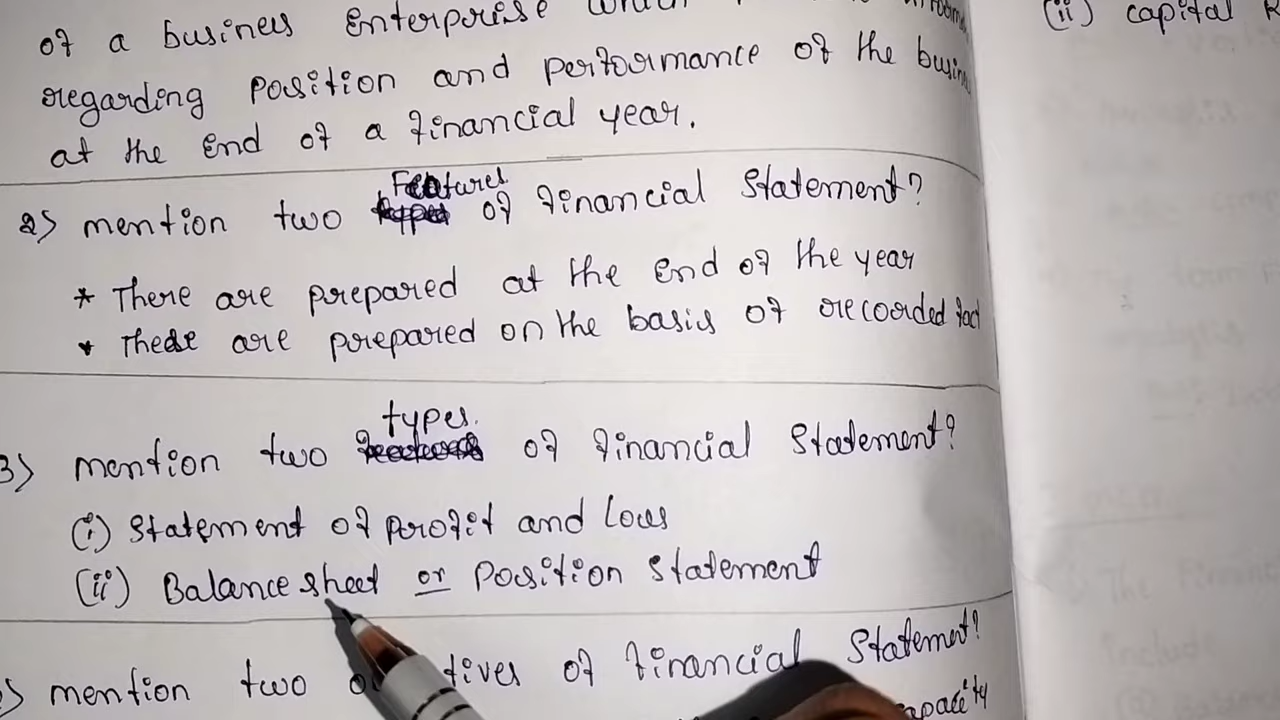 of a business Enterprise
(ii) capital
regarding position and performance of the
at the End of a financial year.
Features
2) mention two of financial Statement?
* There are prepared at the End of the year
* These are prepared on the basis of recorded fact
types.
3) mention two of financial Statement?
(i) Statement of profit and Loss
(ii) Balance sheet or Position Statement
mention two of financial Statement?